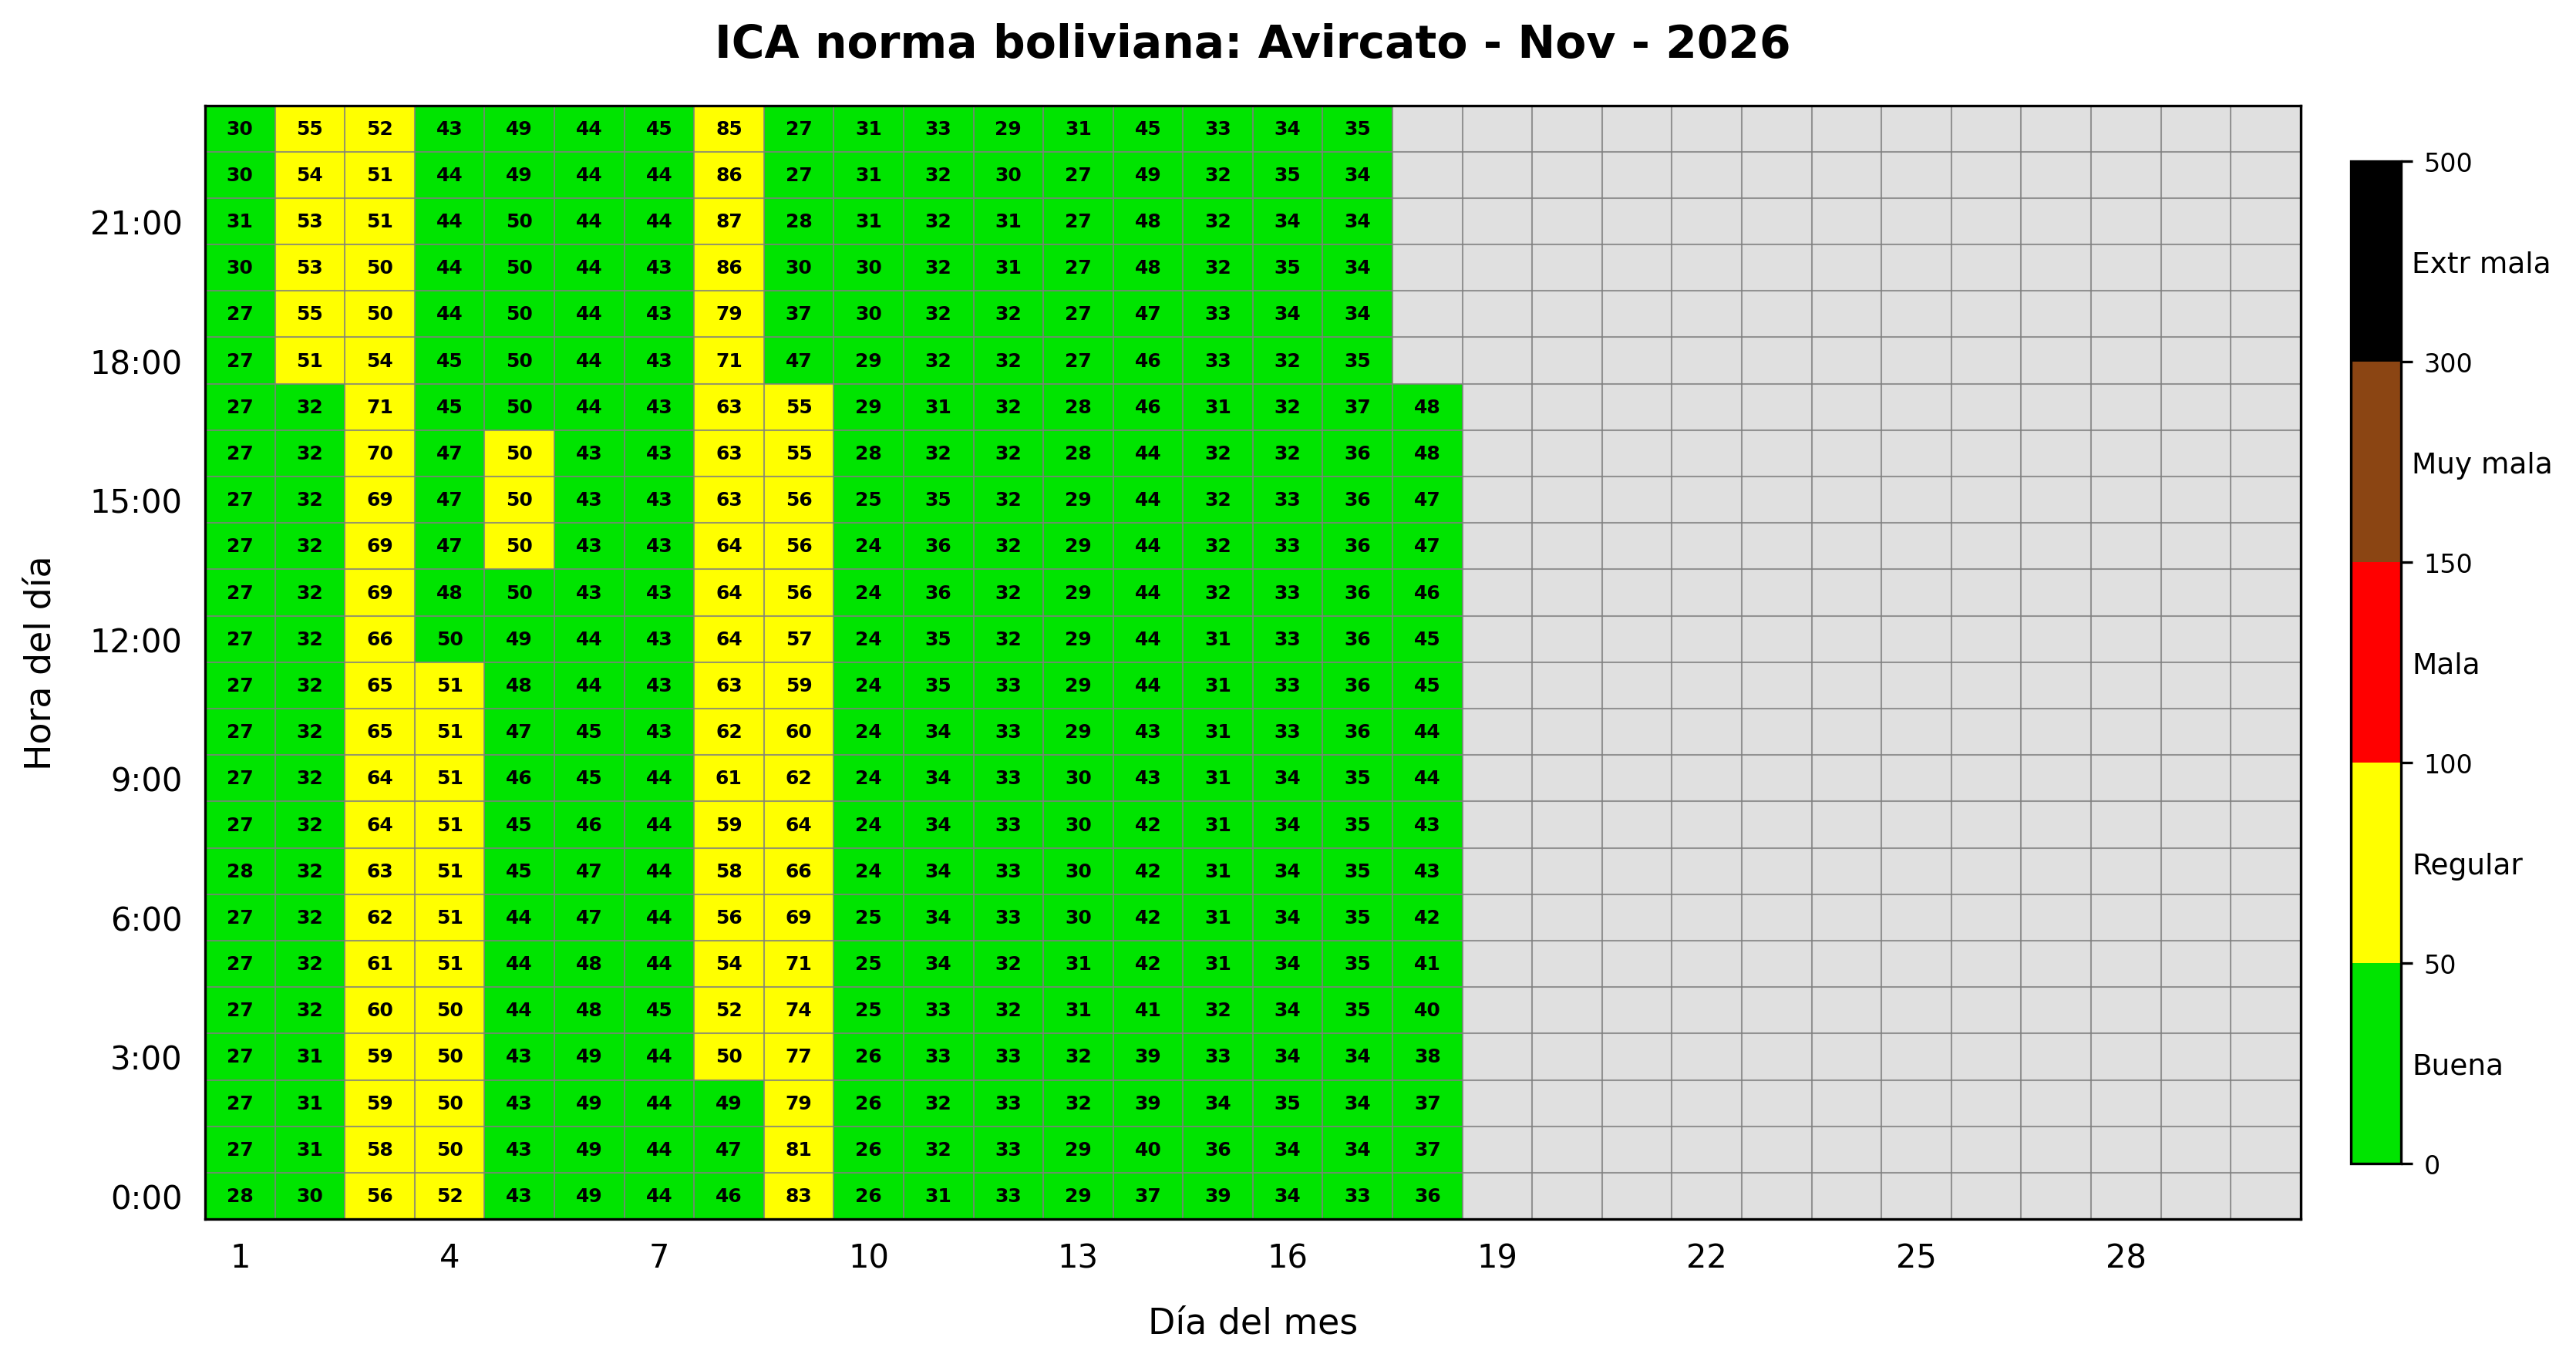 ICA norma boliviana: Avircato - Nov - 2026
30 55 52 43 49 44 45 85 27 31 33 29 31 45 33 34 35
30 54 51 44 49 44 44 86 27 31 32 30 27 49 32 35 34
21:00 31 53 51 44 50 44 44 87 28 31 32 31 27 48 32 34 34
30 53 50 44 50 44 43 86 30 30 32 31 27 48 32 35 34
27 55 50 44 50 44 43 79 37 30 32 32 27 47 33 34 34
18:00 27 51 54 45 50 44 43 71 47 29 32 32 27 46 33 32 35
27 32 71 45 50 44 43 63 55 29 31 32 28 46 31 32 37 48
27 32 70 47 50 43 43 63 55 28 32 32 28 44 32 32 36 48
15:00 27 32 69 47 50 43 43 63 56 25 35 32 29 44 32 33 36 47
27 32 69 47 50 43 43 64 56 24 36 32 29 44 32 33 36 47
27 32 69 48 50 43 43 64 56 24 36 32 29 44 32 33 36 46
12:00 27 32 66 50 49 44 43 64 57 24 35 32 29 44 31 33 36 45
27 32 65 51 48 44 43 63 59 24 35 33 29 44 31 33 36 45
27 32 65 51 47 45 43 62 60 24 34 33 29 43 31 33 36 44
9:00 27 32 64 51 46 45 44 61 62 24 34 33 30 43 31 34 35 44
27 32 64 51 45 46 44 59 64 24 34 33 30 42 31 34 35 43
28 32 63 51 45 47 44 58 66 24 34 33 30 42 31 34 35 43
6:00 27 32 62 51 44 47 44 56 69 25 34 33 30 42 31 34 35 42
27 32 61 51 44 48 44 54 71 25 34 32 31 42 31 34 35 41
27 32 60 50 44 48 45 52 74 25 33 32 31 41 32 34 35 40
3:00 27 31 59 50 43 49 44 50 77 26 33 33 32 39 33 34 34 38
27 31 59 50 43 49 44 49 79 26 32 33 32 39 34 35 34 37
27 31 58 50 43 49 44 47 81 26 32 33 29 40 36 34 34 37
0:00 28 30 56 52 43 49 44 46 83 26 31 33 29 37 39 34 33 36
1 4 7 10 13 16 19 22 25 28
Día del mes
Hora del día
500
Extr mala
300
Muy mala
150
Mala
100
Regular
50
Buena
0